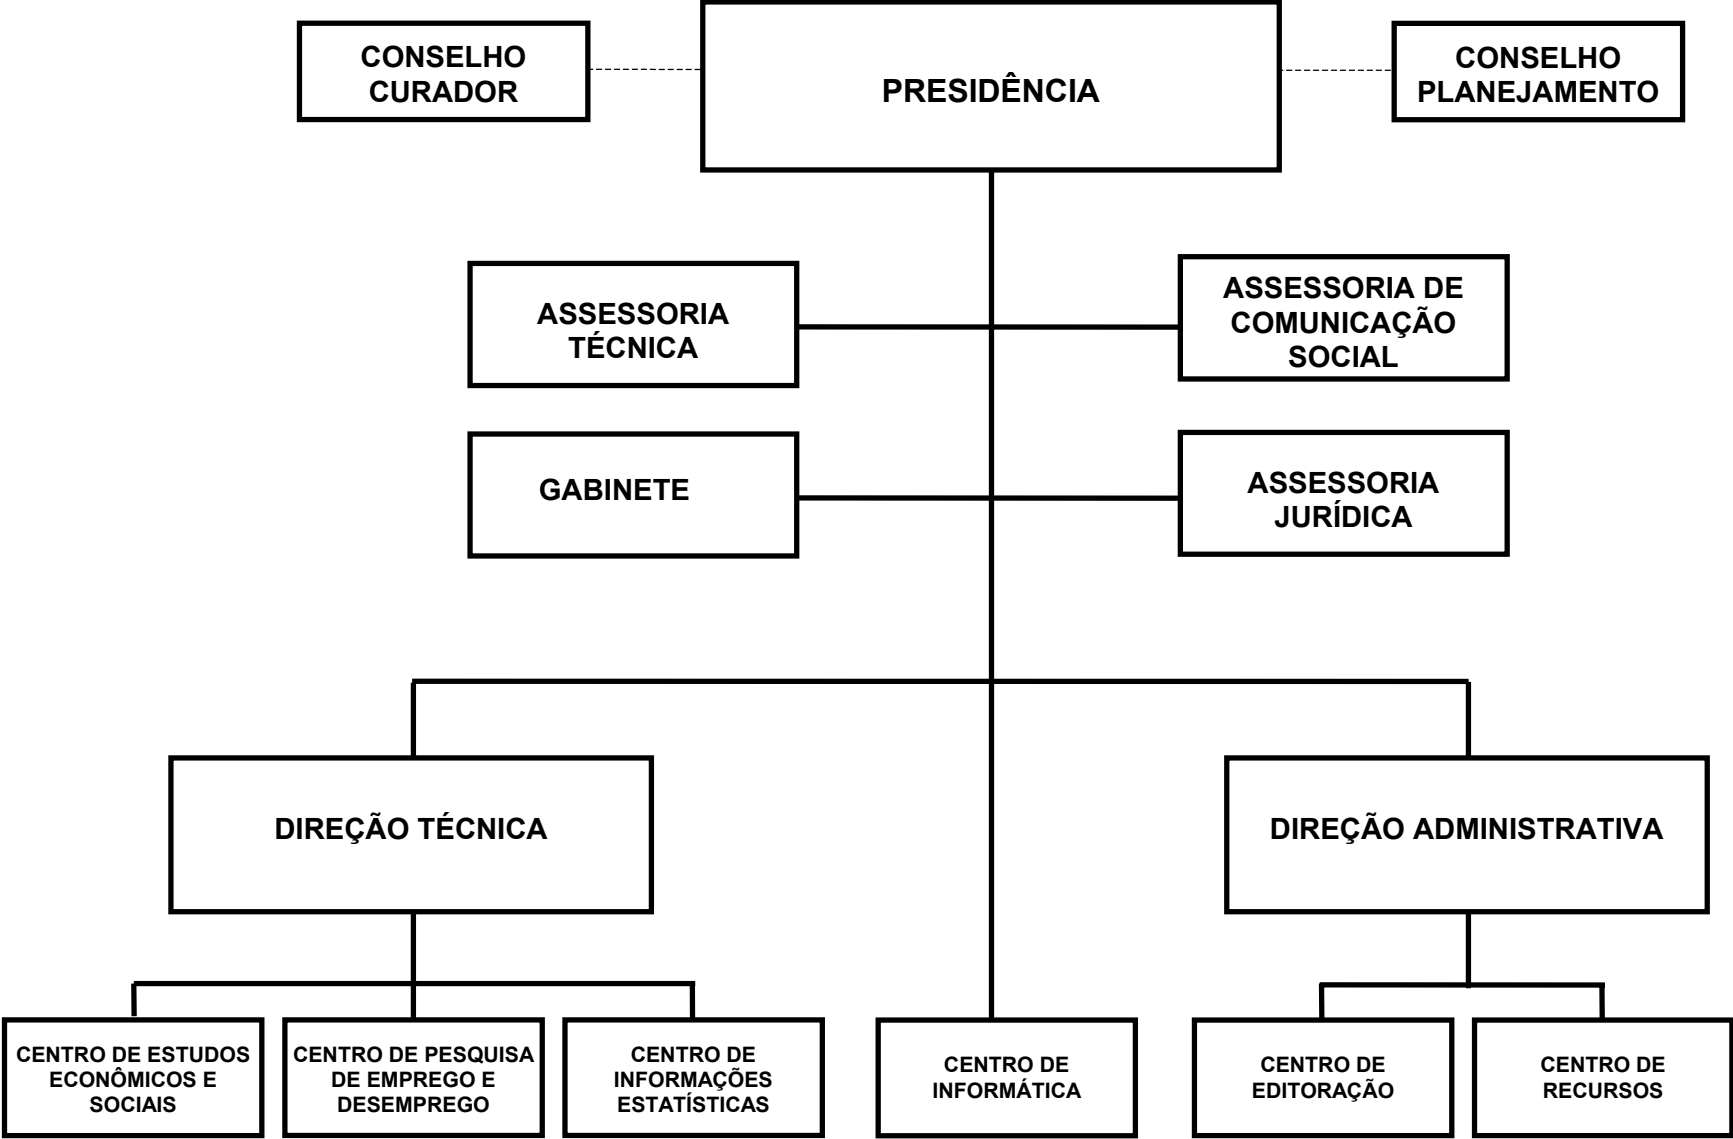 CONSELHO
CURADOR
PRESIDÊNCIA
CONSELHO
PLANEJAMENTO
ASSESSORIA
TÉCNICA
ASSESSORIA DE
COMUNICAÇÃO
SOCIAL
GABINETE
ASSESSORIA
JURÍDICA
DIREÇÃO TÉCNICA
DIREÇÃO ADMINISTRATIVA
CENTRO DE ESTUDOS
ECONÔMICOS E
SOCIAIS
CENTRO DE PESQUISA
DE EMPREGO E
DESEMPREGO
CENTRO DE
INFORMAÇÕES
ESTATÍSTICAS
CENTRO DE
INFORMÁTICA
CENTRO DE
EDITORAÇÃO
CENTRO DE
RECURSOS